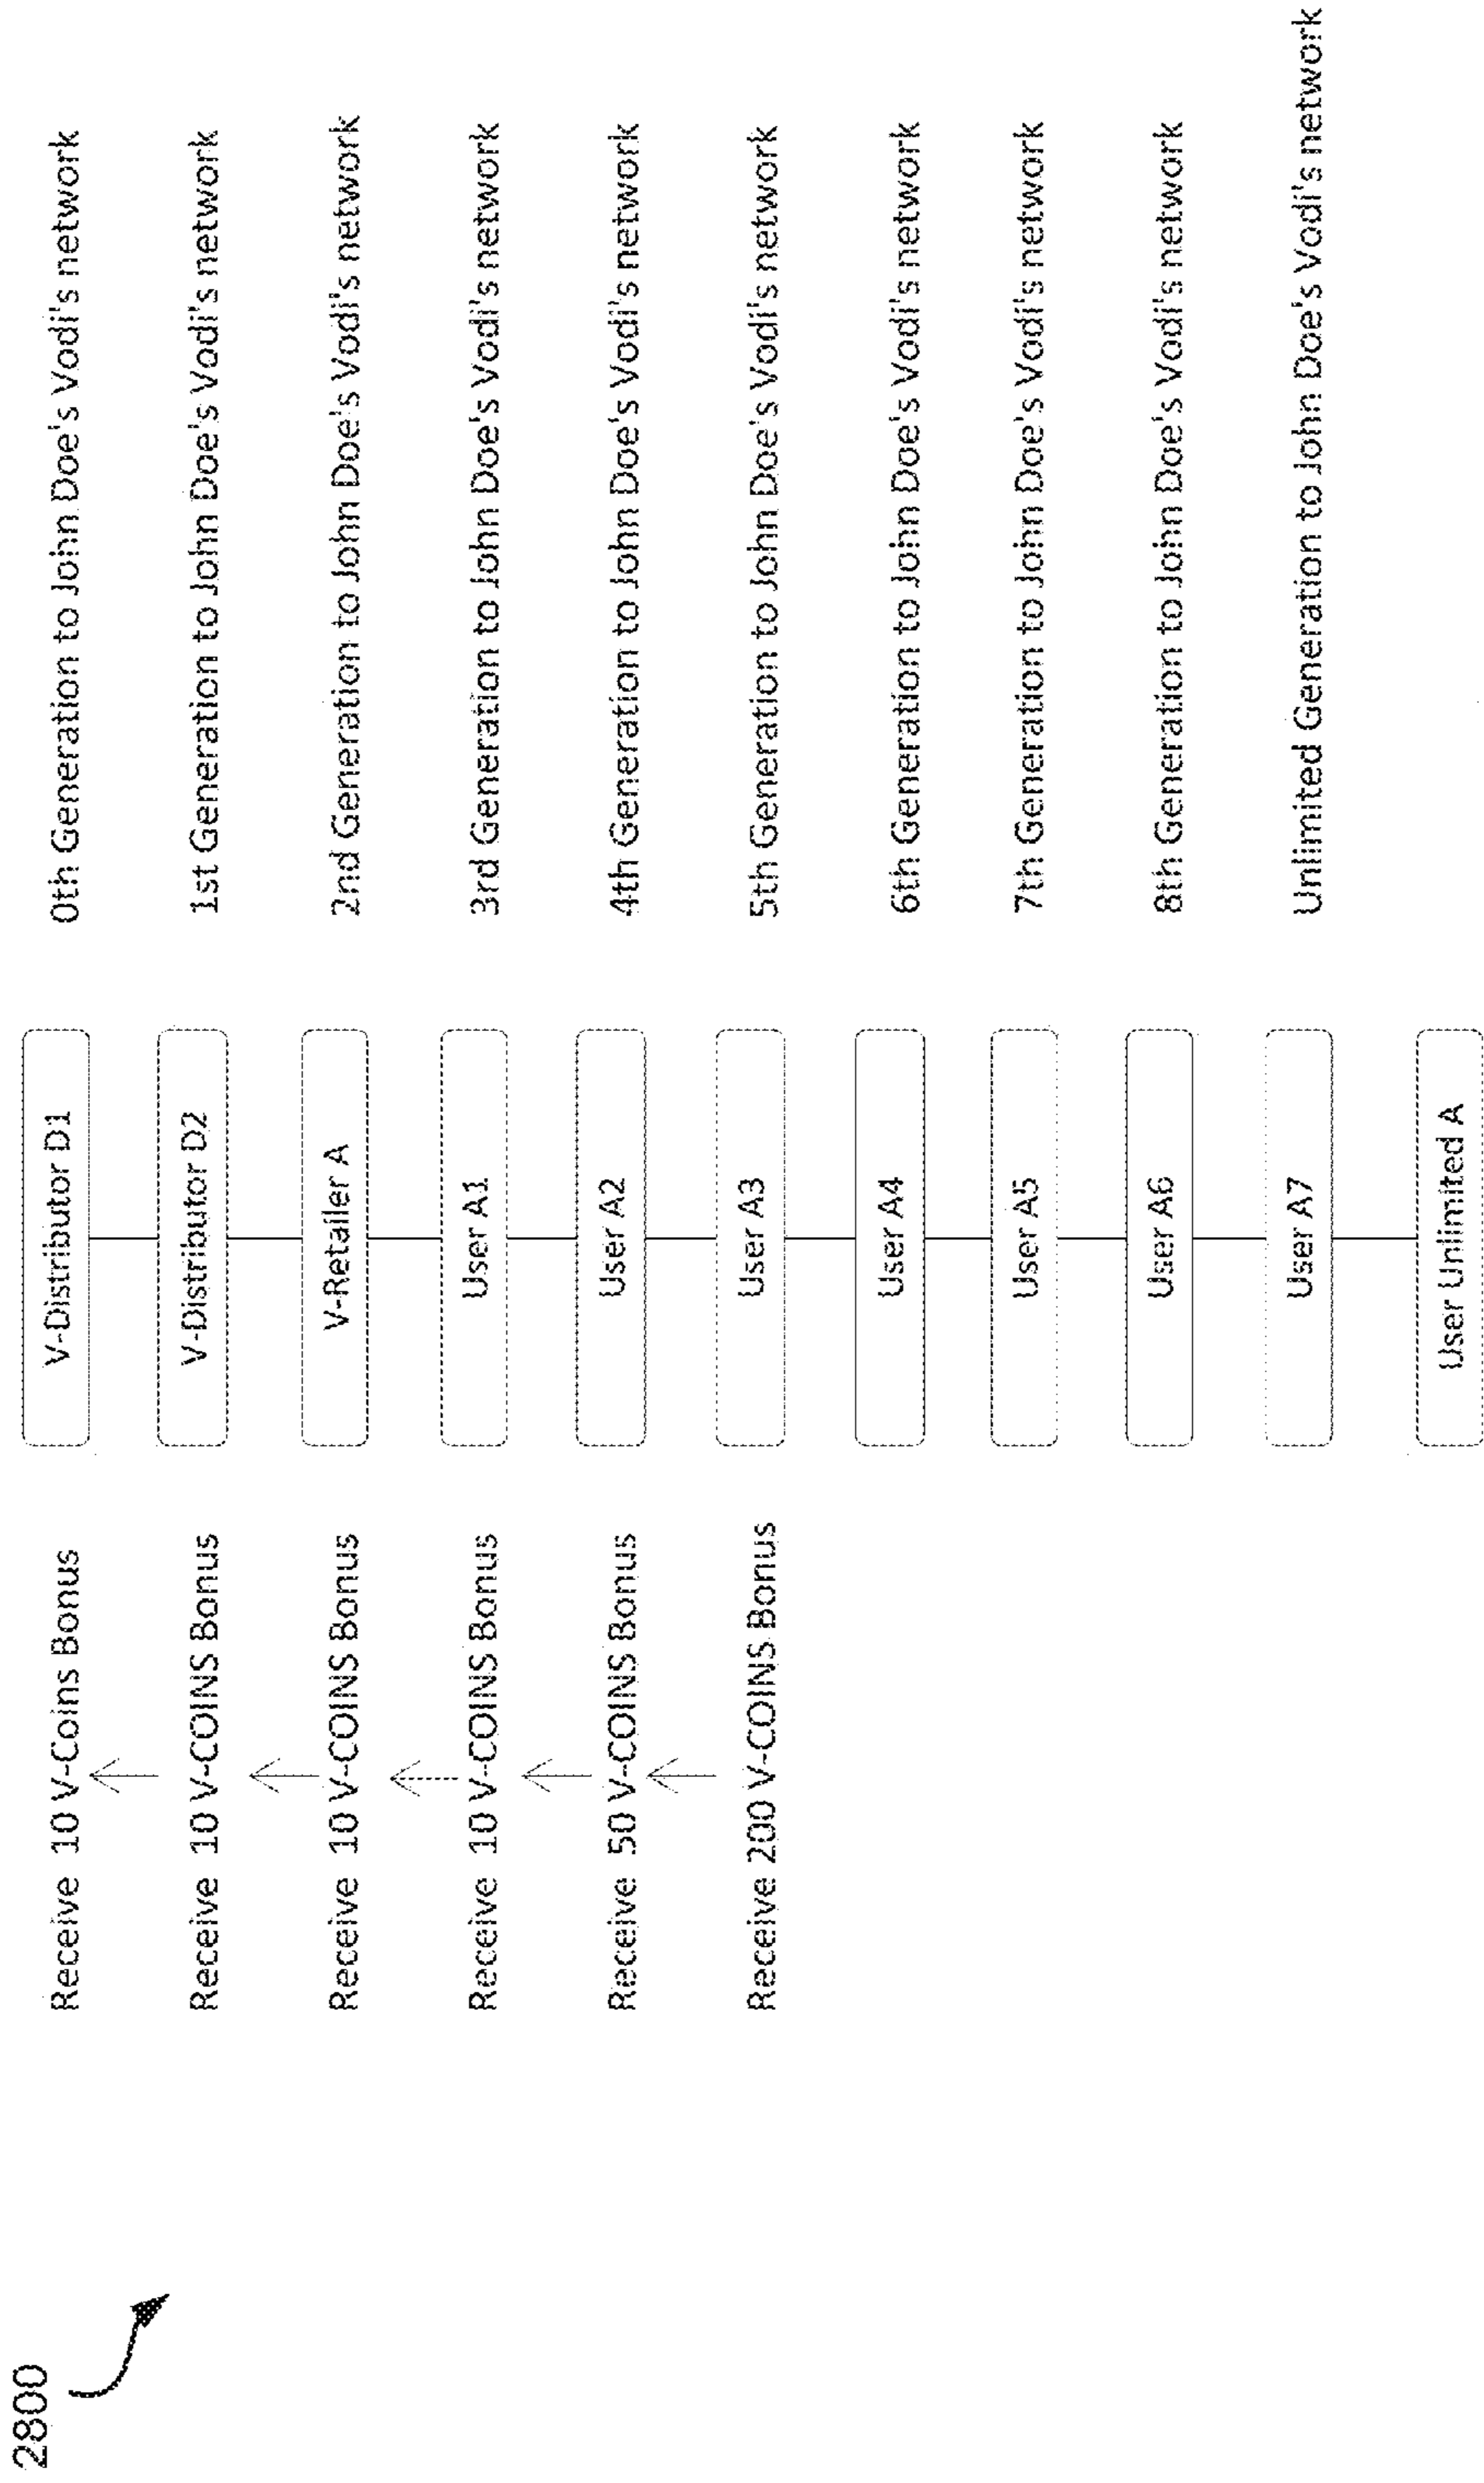 2800
Receive 10 V-Coins Bonus
V-Distributor D1
0th Generation to John Doe's Vodi's network
Receive 10 V-COINS Bonus
V-Distributor D2
1st Generation to John Doe's Vodi's network
Receive 10 V-COINS Bonus
V-Retailer A
2nd Generation to John Doe's Vodi's network
Receive 10 V-COINS Bonus
User A1
3rd Generation to John Doe's Vodi's network
Receive 50 V-COINS Bonus
User A2
4th Generation to John Doe's Vodi's network
Receive 200 V-COINS Bonus
User A3
5th Generation to John Doe's Vodi's network
User A4
6th Generation to John Doe's Vodi's network
User A5
7th Generation to John Doe's Vodi's network
User A6
8th Generation to John Doe's Vodi's network
User A7
Unlimited Generation to John Doe's Vodi's network
User Unlimited A